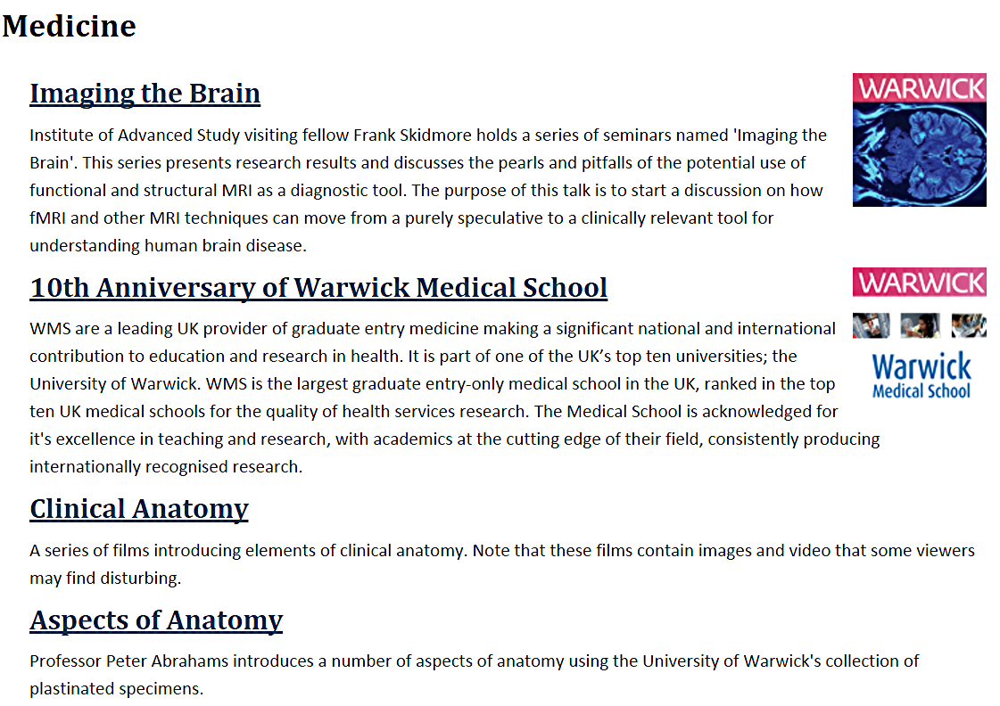 Medicine
Imaging the Brain
WARWICK
Institute of Advanced Study visiting fellow Frank Skidmore holds a series of seminars named 'Imaging the
Brain'. This series presents research results and discusses the pearls and pitfalls of the potential use of
functional and structural MRI as a diagnostic tool. The purpose of this talk is to start a discussion on how
fMRI and other MRI techniques can move from a purely speculative to a clinically relevant tool for
understanding human brain disease.
10th Anniversary of Warwick Medical School
WARWICK
WMS are a leading UK provider of graduate entry medicine making a significant national and international
contribution to education and research in health. It is part of one of the UK’s top ten universities; the
University of Warwick. WMS is the largest graduate entry-only medical school in the UK, ranked in the top
ten UK medical schools for the quality of health services research. The Medical School is acknowledged for
it's excellence in teaching and research, with academics at the cutting edge of their field, consistently producing
internationally recognised research.
Warwick
Medical School
Clinical Anatomy
A series of films introducing elements of clinical anatomy. Note that these films contain images and video that some viewers
may find disturbing.
Aspects of Anatomy
Professor Peter Abrahams introduces a number of aspects of anatomy using the University of Warwick's collection of
plastinated specimens.